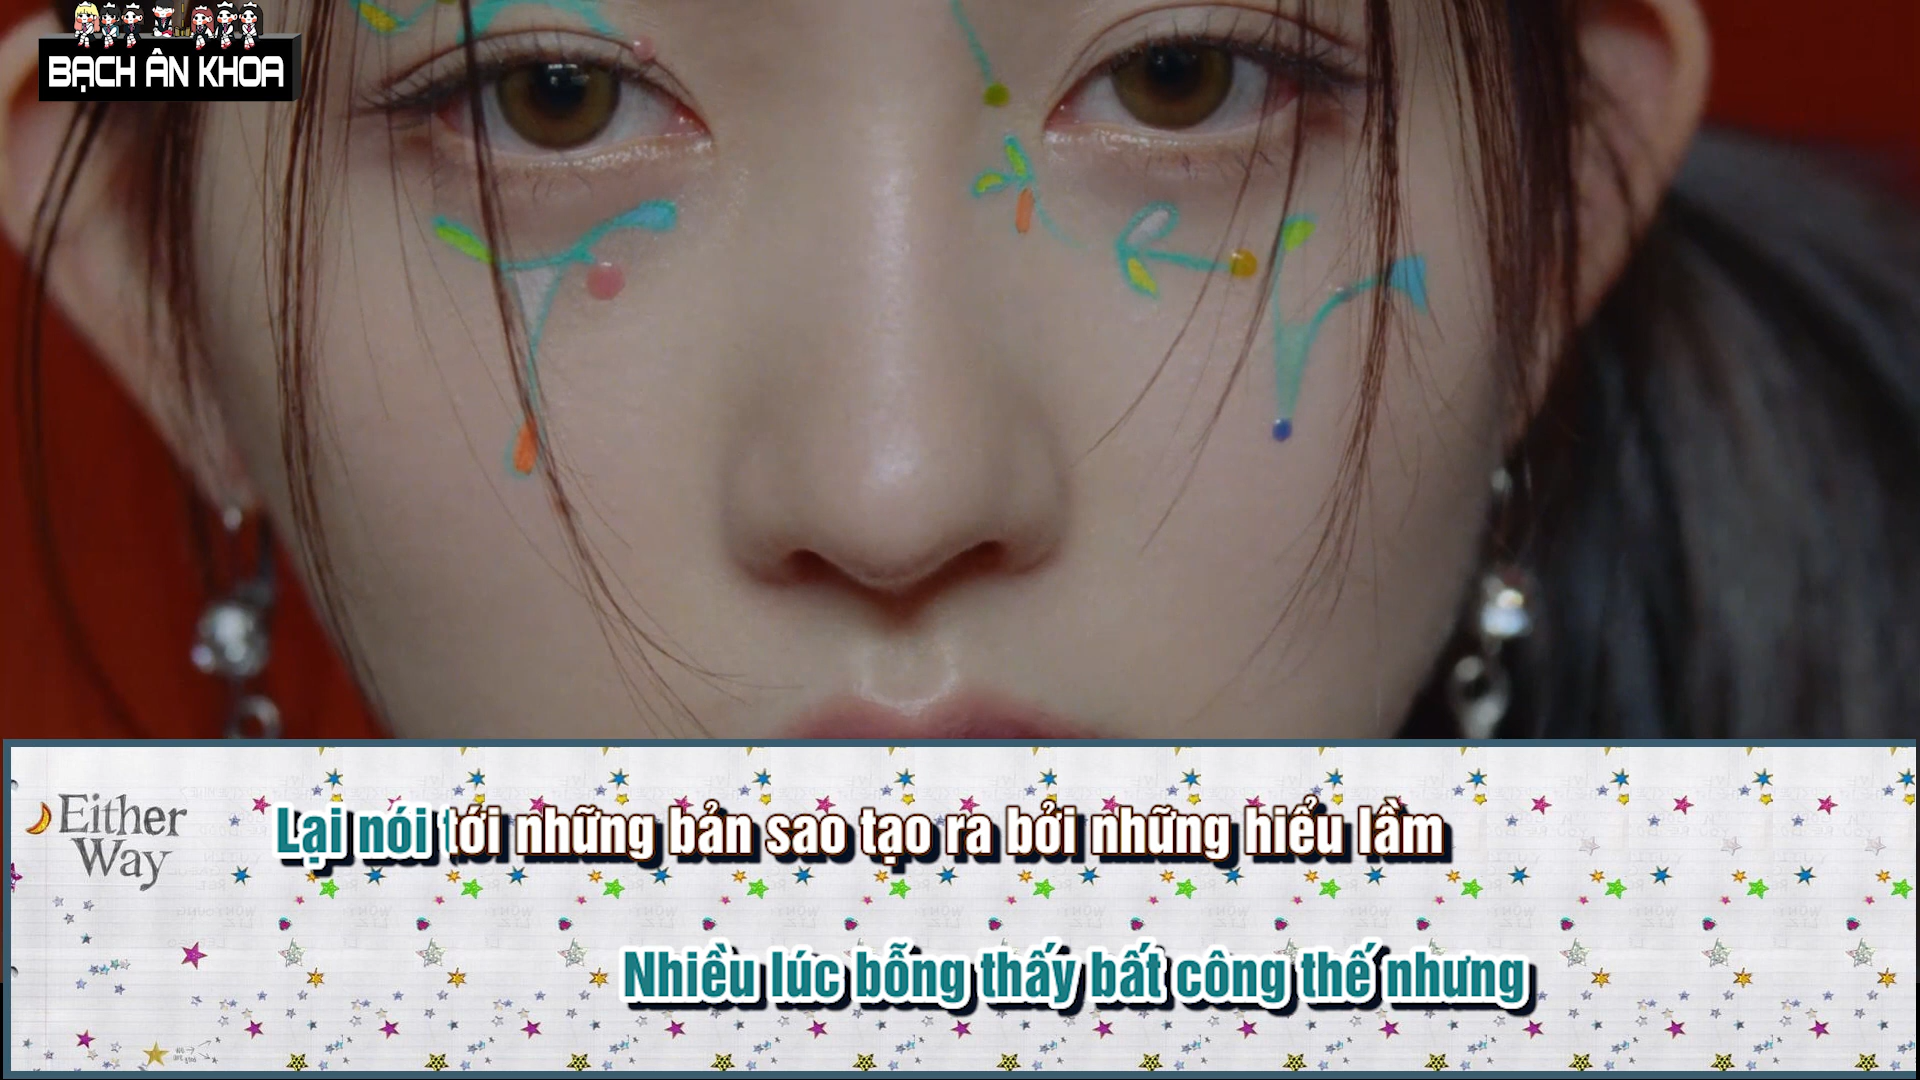 BẠCH ÂN KHOA
Either
Way
Lại nói tới những bản sao tạo ra bởi những hiểu lầm
Nhiều lúc bỗng thấy bất công thế nhưng